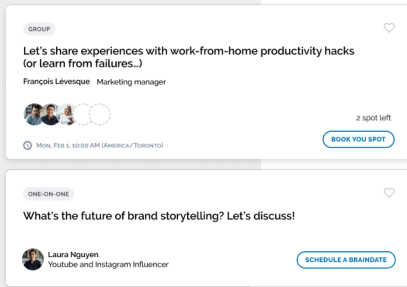 GROUP
Let's share experiences with work-from-home productivity hacks
(or learn from failures...)
François Lévesque Marketing manager
2 spot left
MON, FEB 1, 10:00 AM (AMERICA/TORONTO)
BOOK YOU SPOT
ONE-ON-ONE
What's the future of brand storytelling? Let's discuss!
Laura Nguyen
Youtube and Instagram Influencer
SCHEDULE A BRAINDATE